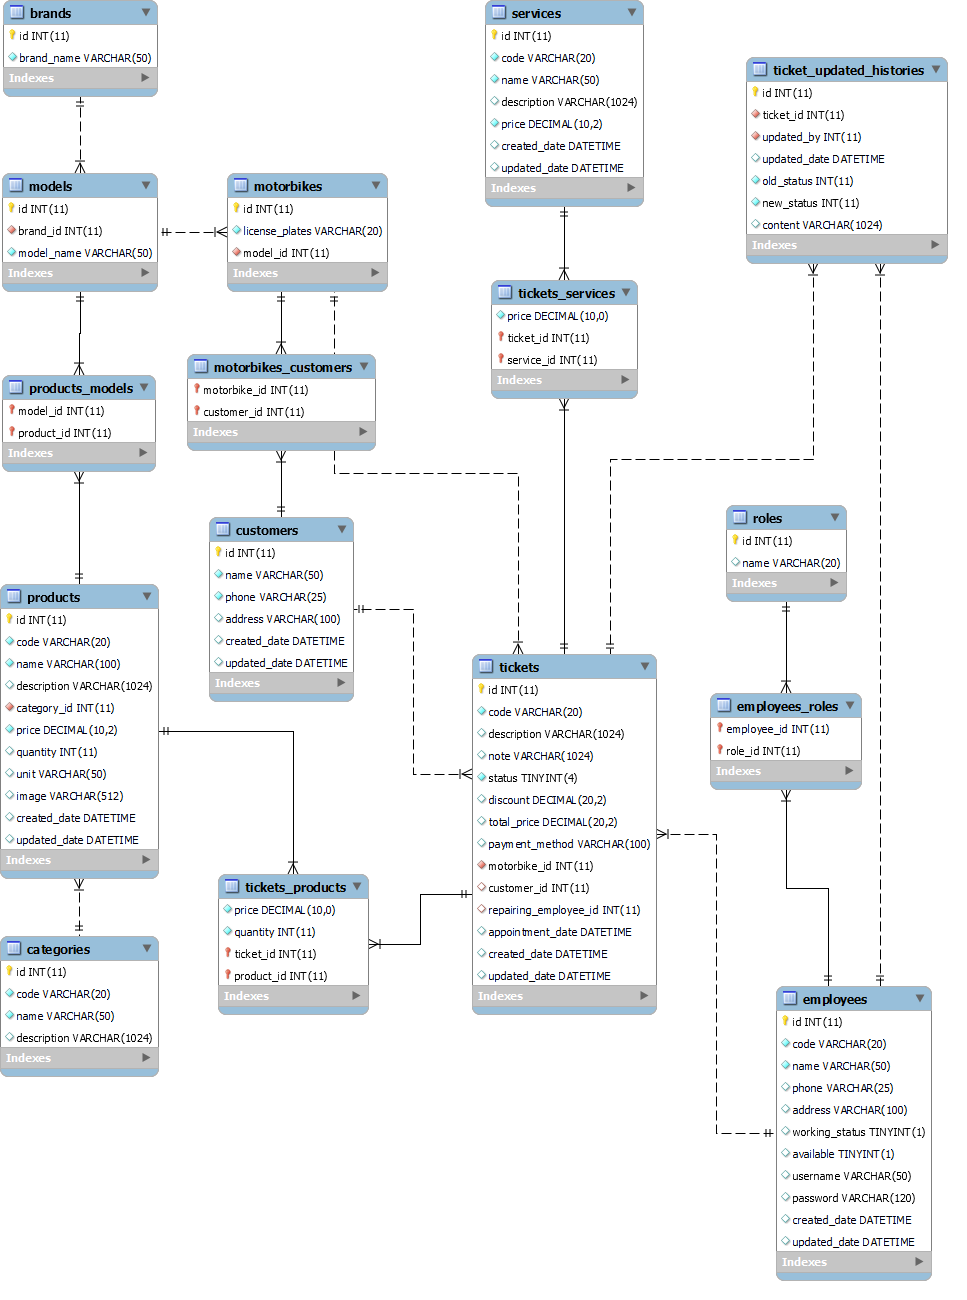 brands
id INT(11)
brand_name VARCHAR(50)
Indexes
services
id INT(11)
code VARCHAR(20)
name VARCHAR(50)
description VARCHAR(1024)
price DECIMAL(10,2)
created_date DATETIME
updated_date DATETIME
Indexes
ticket_updated_histories
id INT(11)
ticket_id INT(11)
updated_by INT(11)
updated_date DATETIME
old_status INT(11)
new_status INT(11)
content VARCHAR(1024)
Indexes
models
id INT(11)
brand_id INT(11)
model_name VARCHAR(50)
Indexes
motorbikes
id INT(11)
license_plates VARCHAR(20)
model_id INT(11)
Indexes
tickets_services
price DECIMAL(10,0)
ticket_id INT(11)
service_id INT(11)
Indexes
motorbikes_customers
motorbike_id INT(11)
customer_id INT(11)
Indexes
products_models
model_id INT(11)
product_id INT(11)
Indexes
customers
id INT(11)
name VARCHAR(50)
phone VARCHAR(25)
address VARCHAR(100)
created_date DATETIME
updated_date DATETIME
Indexes
roles
id INT(11)
name VARCHAR(20)
Indexes
products
id INT(11)
code VARCHAR(20)
name VARCHAR(100)
description VARCHAR(1024)
category_id INT(11)
price DECIMAL(10,2)
quantity INT(11)
unit VARCHAR(50)
image VARCHAR(512)
created_date DATETIME
updated_date DATETIME
Indexes
tickets
id INT(11)
code VARCHAR(20)
description VARCHAR(1024)
note VARCHAR(1024)
status TINYINT(4)
discount DECIMAL(20,2)
total_price DECIMAL(20,2)
payment_method VARCHAR(100)
motorbike_id INT(11)
customer_id INT(11)
repairing_employee_id INT(11)
appointment_date DATETIME
created_date DATETIME
updated_date DATETIME
Indexes
employees_roles
employee_id INT(11)
role_id INT(11)
Indexes
tickets_products
price DECIMAL(10,0)
quantity INT(11)
ticket_id INT(11)
product_id INT(11)
Indexes
categories
id INT(11)
code VARCHAR(20)
name VARCHAR(50)
description VARCHAR(1024)
Indexes
employees
id INT(11)
code VARCHAR(20)
name VARCHAR(50)
phone VARCHAR(25)
address VARCHAR(100)
working_status TINYINT(1)
available TINYINT(1)
username VARCHAR(50)
password VARCHAR(120)
created_date DATETIME
updated_date DATETIME
Indexes